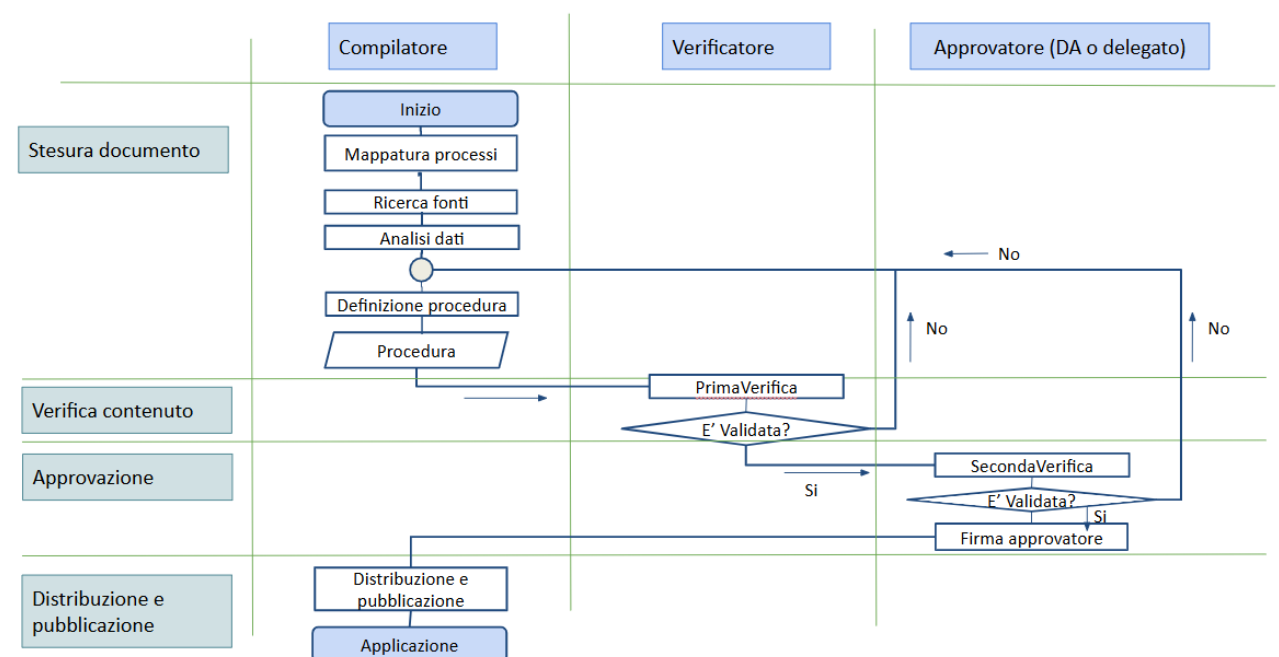 Compilatore
Verificatore
Approvatore (DA o delegato)
Inizio
Stesura documento
Mappatura processi
Ricerca fonti
Analisi dati
No
Definizione procedura
No
No
Procedura
PrimaVerifica
Verifica contenuto
E’ Validata?
SecondaVerifica
Approvazione
Si
E’ Validata?
Si
Firma approvatore
Distribuzione e
pubblicazione
Distribuzione e
pubblicazione
Applicazione